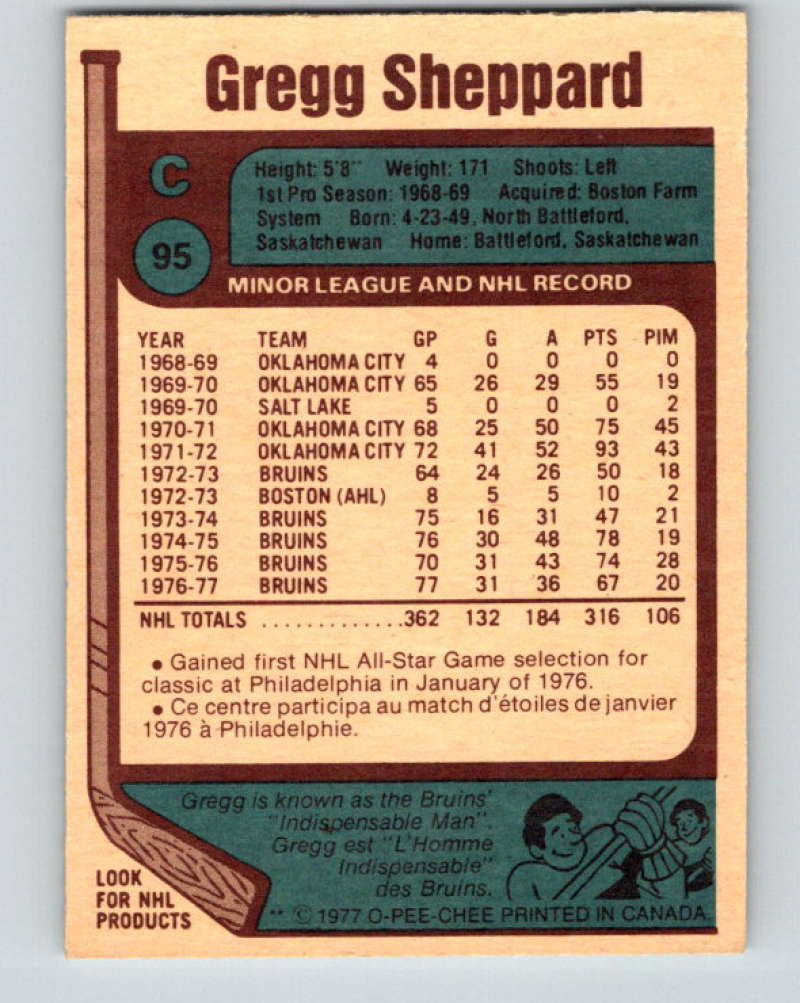 Gregg Sheppard
C
95
Height: 5'8" Weight: 171 Shoots: Left
1st Pro Season: 1968-69 Acquired: Boston Farm
System Born: 4-23-49, North Battleford,
Saskatchewan Home: Battleford, Saskatchewan
MINOR LEAGUE AND NHL RECORD
YEAR TEAM GP G A PTS PIM
1968-69 OKLAHOMA CITY 4 0 0 0 0
1969-70 OKLAHOMA CITY 65 26 29 55 19
1969-70 SALT LAKE 5 0 0 0 2
1970-71 OKLAHOMA CITY 68 25 50 75 45
1971-72 OKLAHOMA CITY 72 41 52 93 43
1972-73 BRUINS 64 24 26 50 18
1972-73 BOSTON (AHL) 8 5 5 10 2
1973-74 BRUINS 75 16 31 47 21
1974-75 BRUINS 76 30 48 78 19
1975-76 BRUINS 70 31 43 74 28
1976-77 BRUINS 77 31 36 67 20
NHL TOTALS .............362 132 184 316 106
• Gained first NHL All-Star Game selection for
classic at Philadelphia in January of 1976.
• Ce centre participa au match d'étoiles de janvier
1976 à Philadelphie.
Gregg is known as the Bruins'
"Indispensable Man".
Gregg est "L'Homme
Indispensable"
des Bruins.
LOOK
FOR NHL
PRODUCTS
** © 1977 O-PEE-CHEE PRINTED IN CANADA.